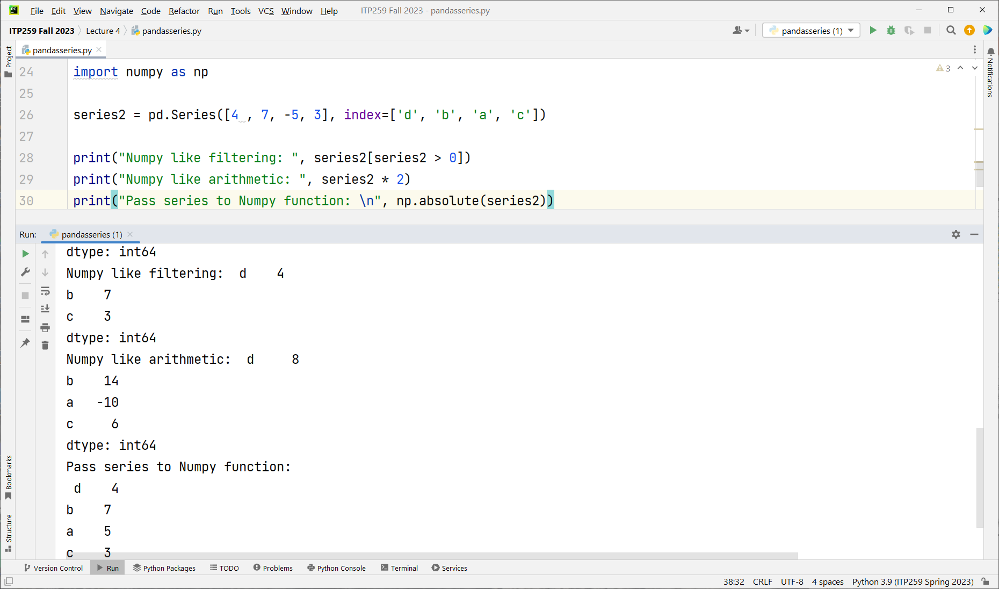 File Edit View Navigate Code Refactor Run Tools VCS Window Help ITP259 Fall 2023 - pandasseries.py
ITP259 Fall 2023 Lecture 4 pandasseries.py pandasseries (1)
Project
pandasseries.py
Notifications
3
24 import numpy as np
25
26 series2 = pd.Series([4 , 7, -5, 3], index=['d', 'b', 'a', 'c'])
27
28 print("Numpy like filtering: ", series2[series2 > 0])
29 print("Numpy like arithmetic: ", series2 * 2)
30 print("Pass series to Numpy function: \n", np.absolute(series2))
Run: pandasseries (1)
dtype: int64
Numpy like filtering:  d    4
b    7
c    3
dtype: int64
Numpy like arithmetic:  d     8
b    14
a   -10
c     6
dtype: int64
Pass series to Numpy function:
 d    4
b    7
a    5
c    3
Bookmarks
Structure
Version Control Run Python Packages TODO Problems Python Console Terminal Services
38:32 CRLF UTF-8 4 spaces Python 3.9 (ITP259 Spring 2023)